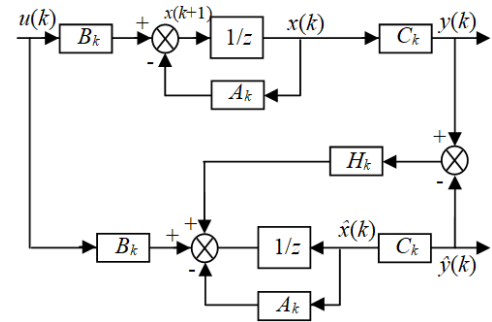 u(k) B_k + x(k+1) 1/z x(k) C_k y(k)
- A_k
+
H_k -
+ x̂(k)
B_k + 1/z C_k
- A_k ŷ(k)